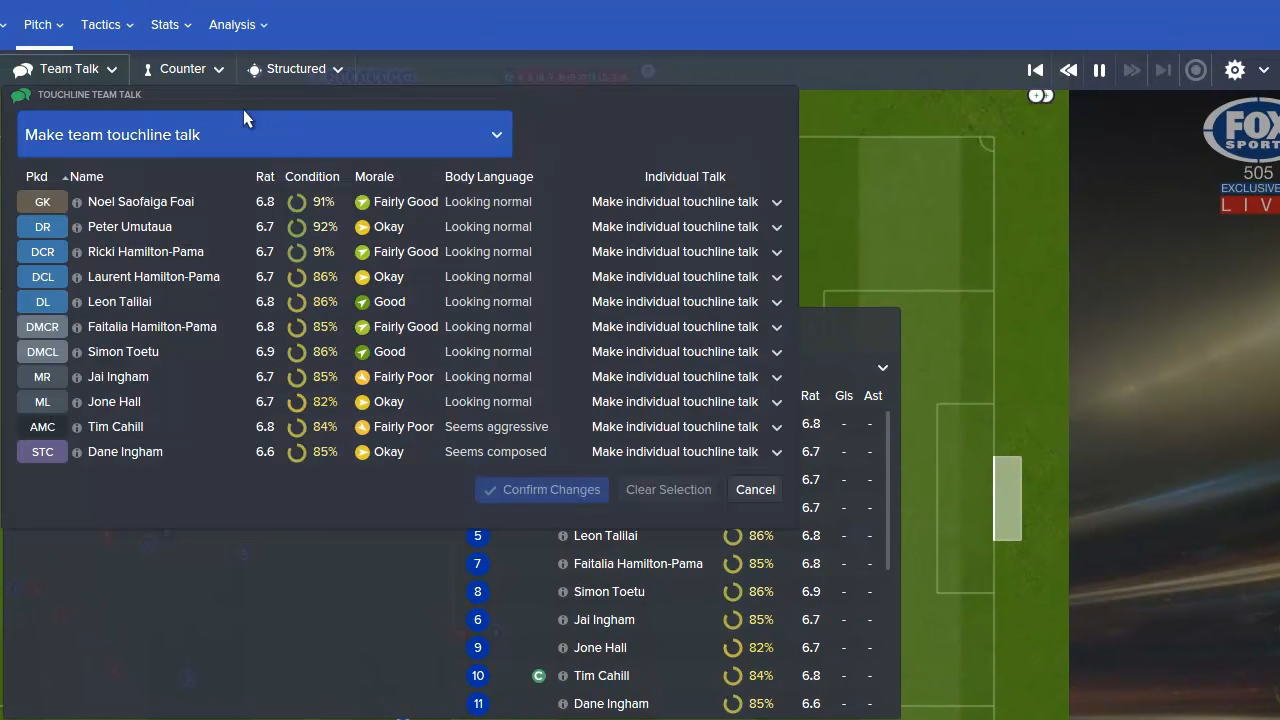 Pitch Tactics Stats Analysis
Team Talk Counter Structured
TOUCHLINE TEAM TALK
Make team touchline talk
Pkd Name Rat Condition Morale Body Language Individual Talk
GK Noel Saofaiga Foai 6.8 91% Fairly Good Looking normal Make individual touchline talk
DR Peter Umutaua 6.7 92% Okay Looking normal Make individual touchline talk
DCR Ricki Hamilton-Pama 6.7 91% Fairly Good Looking normal Make individual touchline talk
DCL Laurent Hamilton-Pama 6.7 86% Okay Looking normal Make individual touchline talk
DL Leon Talilai 6.8 86% Good Looking normal Make individual touchline talk
DMCR Faitalia Hamilton-Pama 6.8 85% Fairly Good Looking normal Make individual touchline talk
DMCL Simon Toetu 6.9 86% Good Looking normal Make individual touchline talk
MR Jai Ingham 6.7 85% Fairly Poor Looking normal Make individual touchline talk
ML Jone Hall 6.7 82% Okay Looking normal Make individual touchline talk
AMC Tim Cahill 6.8 84% Fairly Poor Seems aggressive Make individual touchline talk
STC Dane Ingham 6.6 85% Okay Seems composed Make individual touchline talk
Confirm Changes Clear Selection Cancel
Rat Gls Ast
6.8 - -
6.7 - -
6.7 - -
6.7 - -
5 Leon Talilai 86% 6.8 - -
7 Faitalia Hamilton-Pama 85% 6.8 - -
8 Simon Toetu 86% 6.9 - -
6 Jai Ingham 85% 6.7 - -
9 Jone Hall 82% 6.7 - -
10 C Tim Cahill 84% 6.8 - -
11 Dane Ingham 85% 6.6 - -
FOX
SPORT
505
EXCLUSIVE
LIV